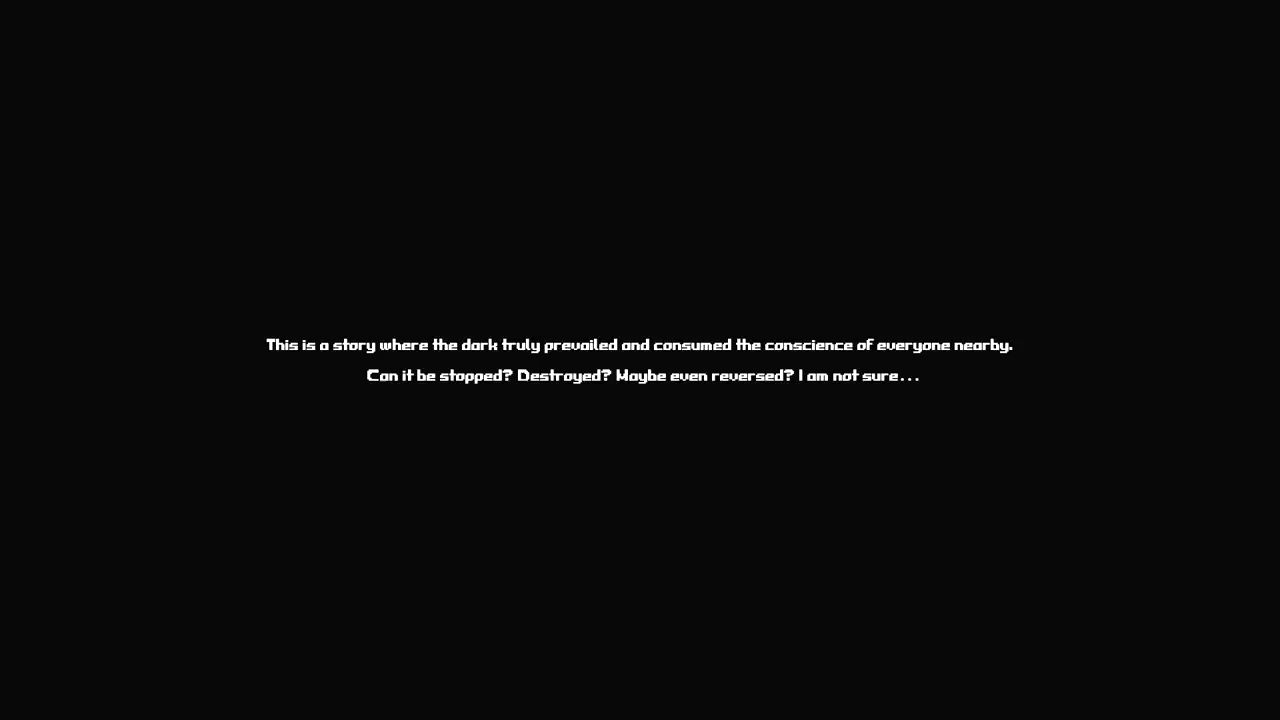 This is a story where the dark truly prevailed and consumed the conscience of everyone nearby.
Can it be stopped? Destroyed? Maybe even reversed? I am not sure...